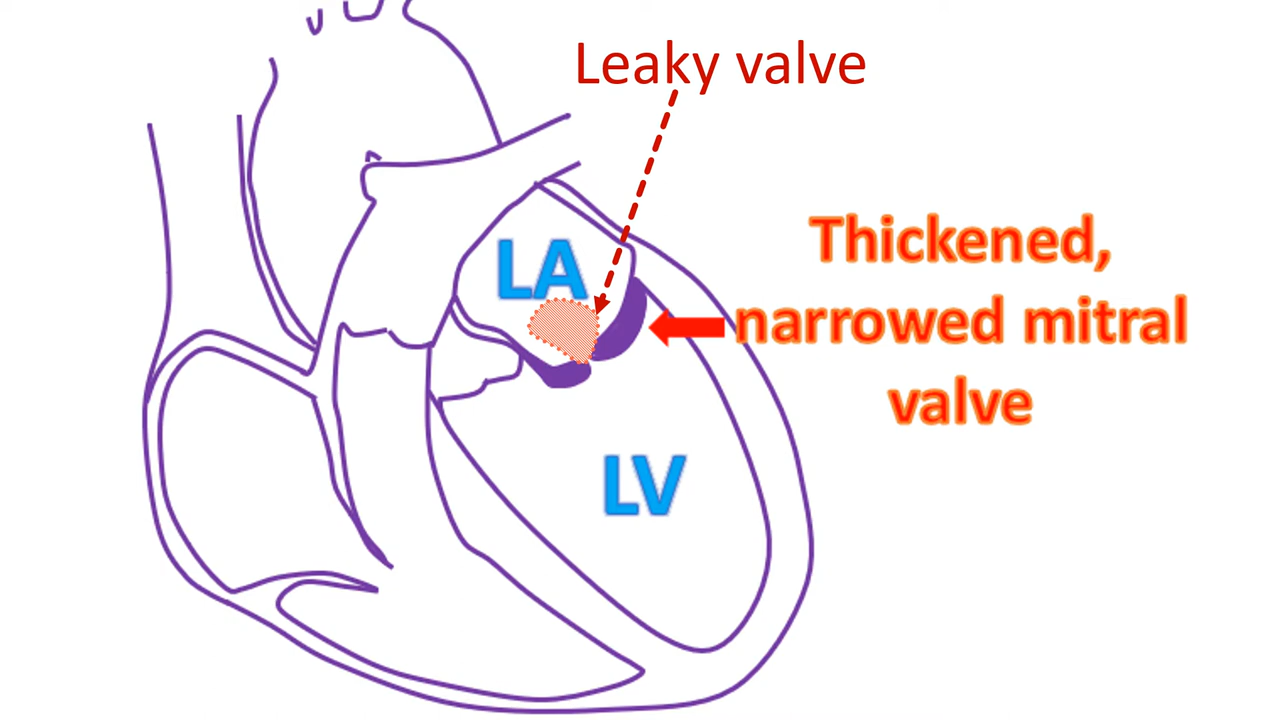 Leaky valve
LA
Thickened,
narrowed mitral
valve
LV